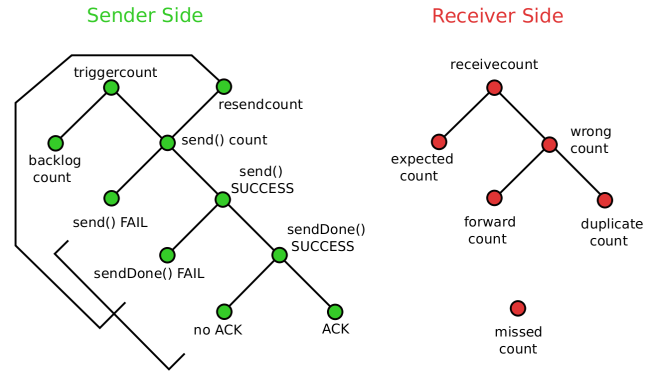 Sender Side
Receiver Side
triggercount
resendcount
send() count
backlog
count
send()
SUCCESS
send() FAIL
sendDone()
SUCCESS
sendDone() FAIL
no ACK
ACK
receivecount
wrong
count
expected
count
forward
count
duplicate
count
missed
count